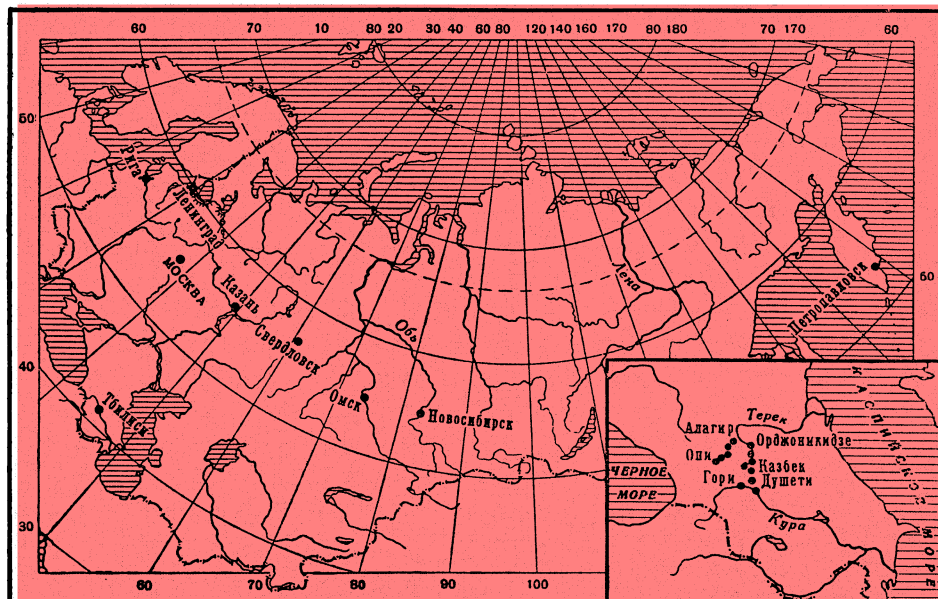 60 70 10 80 20 30 40 60 80 120 140 160 170 80 180 70 170 60
60
Рига
Ленинград
МОСКВА
Казань
Свердловск
Обь
Лена
Петропавловск
60
40
Тбилиси
Омск
Новосибирск
Терек
Алагир
Орджоникидзе
Они
Казбек
Гори
Душети
ЧЕРНОЕ
МОРЕ
Кура
КАСПИЙСКОЕ МОРЕ
30
60 70 80 90 100